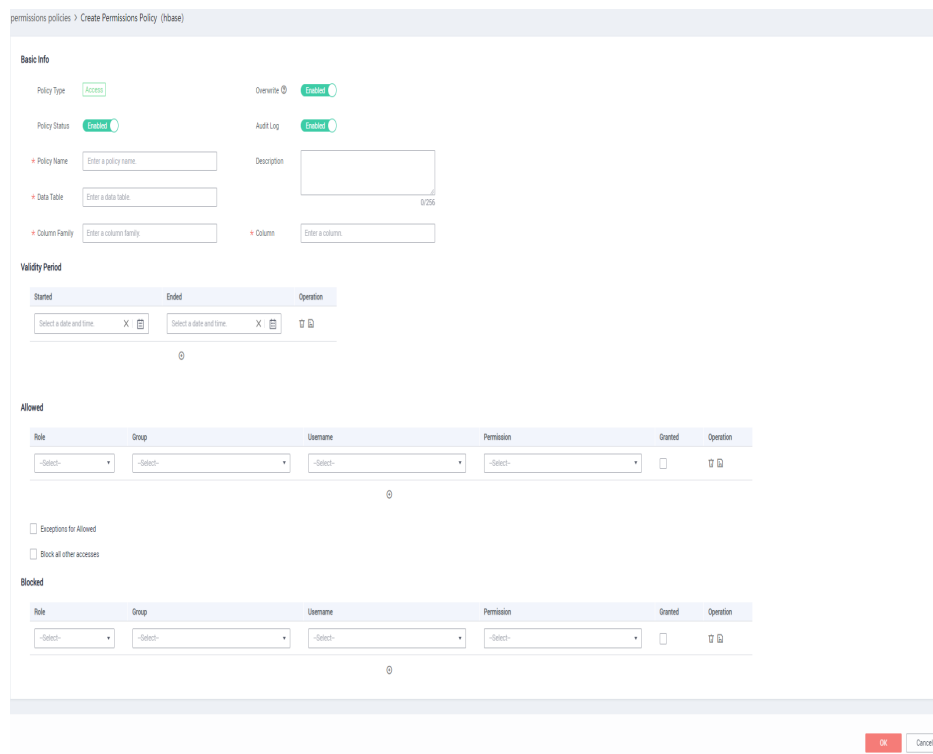 permissions policies > Create Permissions Policy (hbase)
Basic Info
Policy Type Access Overwrite Enabled
Policy Status Enabled Audit Log Enabled
* Policy Name Enter a policy name Description
0/256
* Data Table Enter a data table.
* Column Family Enter a column family * Column Enter a column.
Validity Period
Started Ended Operation
Select a date and time. Select a date and time.
Allowed
Role Group Username Permission Granted Operation
--Select-- --Select-- --Select-- --Select--
Exceptions for Allowed
Block all other accesses
Blocked
Role Group Username Permission Granted Operation
--Select-- --Select-- --Select-- --Select--
OK Cancel